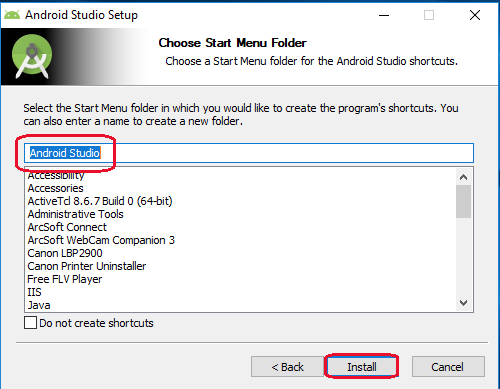 Android Studio Setup
Choose Start Menu Folder
Choose a Start Menu folder for the Android Studio shortcuts.
Select the Start Menu folder in which you would like to create the program's shortcuts. You
can also enter a name to create a new folder.
Android Studio
Accessibility
Accessories
ActiveTcl 8.6.7 Build 0 (64-bit)
Administrative Tools
ArcSoft Connect
ArcSoft WebCam Companion 3
Canon LBP2900
Canon Printer Uninstaller
Free FLV Player
IIS
Java
Do not create shortcuts
< Back
Install
Cancel